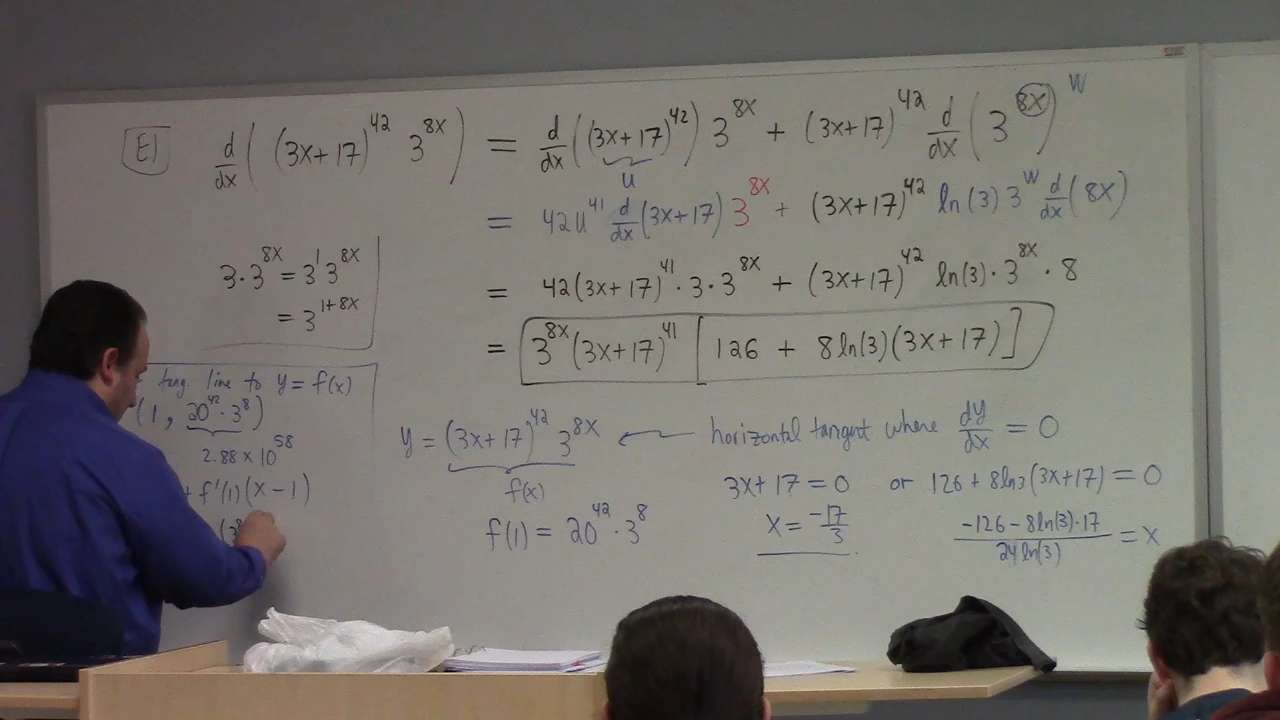 E1 d/dx ( (3x+17)^42 3^8x ) = d/dx ( (3x+17)^42 ) 3^8x + (3x+17)^42 d/dx ( 3^8x ) w
u
= 42u^41 d/dx (3x+17) 3^8x + (3x+17)^42 ln(3) 3^w d/dx (8x)
= 42(3x+17)^41 · 3 · 3^8x + (3x+17)^42 ln(3) · 3^8x · 8
= 3^8x (3x+17)^41 [ 126 + 8ln(3)(3x+17) ]
3 · 3^8x = 3^1 3^8x
= 3^1+8x
tang. line to y = f(x)
(1, 20^42 · 3^8)
2.88 × 10^58
+ f'(1)(x-1)
(3^8
y = (3x+17)^42 3^8x ← horizontal tangent where dy/dx = 0
f(x)
f(1) = 20^42 · 3^8
3x+17 = 0 or 126 + 8ln3(3x+17) = 0
x = -17/3
-126 - 8ln(3)·17 / 24ln(3) = x